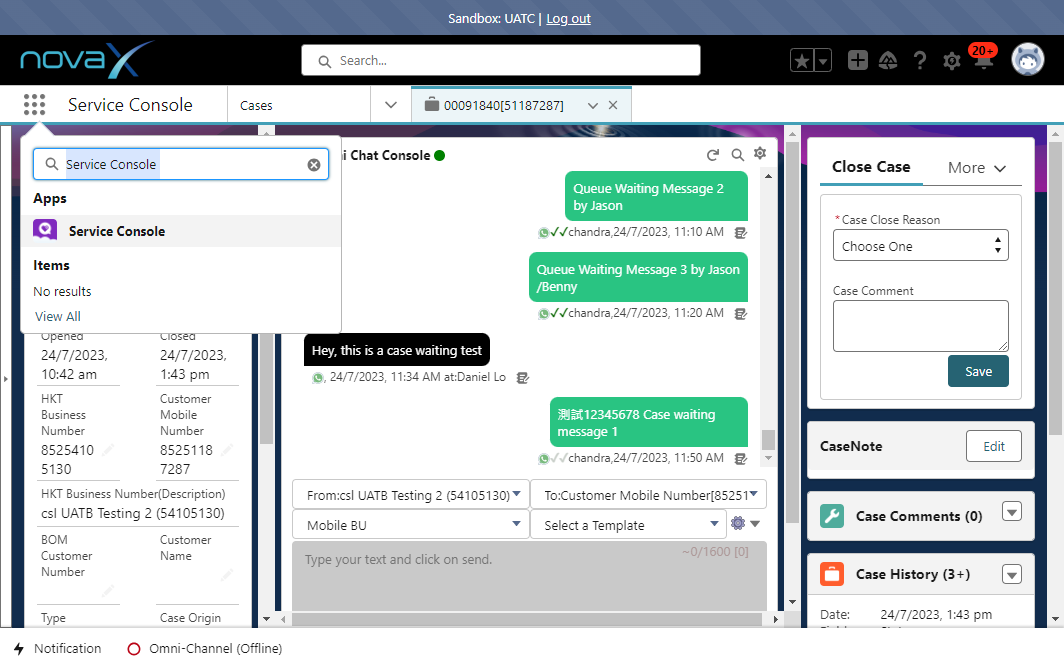 Sandbox: UATC | Log out
novaX
Search...
20+
Service Console
Cases
00091840[51187287]
Service Console
Apps
Service Console
Items
No results
View All
Opened
Closed
24/7/2023,
10:42 am
24/7/2023,
1:43 pm
HKT
Business
Number
Customer
Mobile
Number
8525410
5130
8525118
7287
HKT Business Number(Description)
csl UATB Testing 2 (54105130)
BOM
Customer
Number
Customer
Name
Type
Case Origin
i Chat Console
Queue Waiting Message 2
by Jason
chandra,24/7/2023, 11:10 AM
Queue Waiting Message 3 by Jason
/Benny
chandra,24/7/2023, 11:20 AM
Hey, this is a case waiting test
, 24/7/2023, 11:34 AM at:Daniel Lo
測試12345678 Case waiting
message 1
chandra,24/7/2023, 11:50 AM
From:csl UATB Testing 2 (54105130)
To:Customer Mobile Number[85251
Mobile BU
Select a Template
~0/1600 [0]
Type your text and click on send.
Close Case
More
*Case Close Reason
Choose One
Case Comment
Save
CaseNote
Edit
Case Comments (0)
Case History (3+)
Date:
24/7/2023, 1:43 pm
Notification
Omni-Channel (Offline)